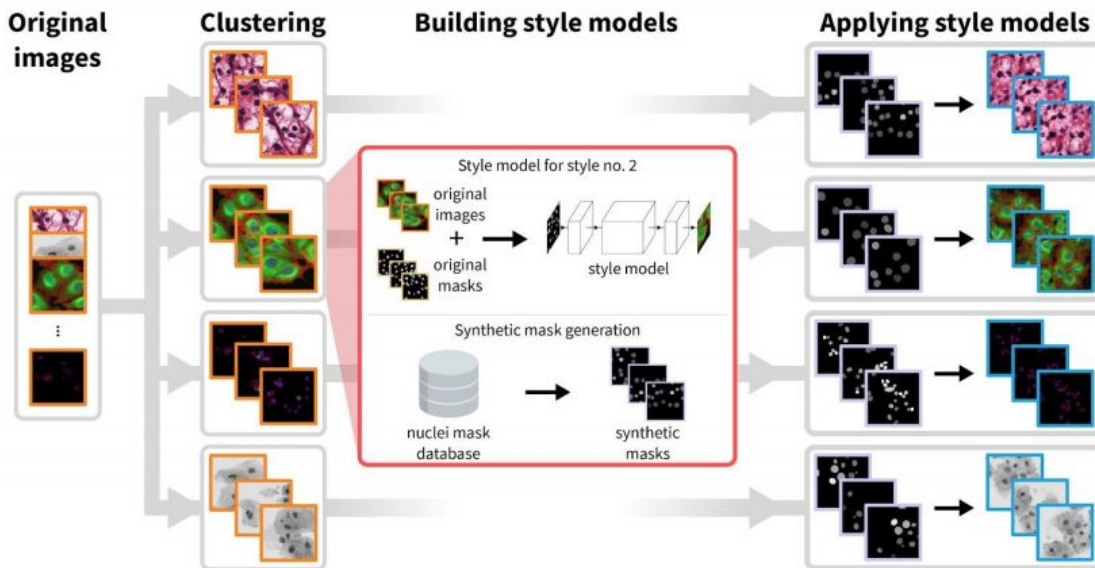 Original
images
Clustering
Building style models
Applying style models
Style model for style no. 2
original
images
+
original
masks
style model
Synthetic mask generation
nuclei mask
database
synthetic
masks
...